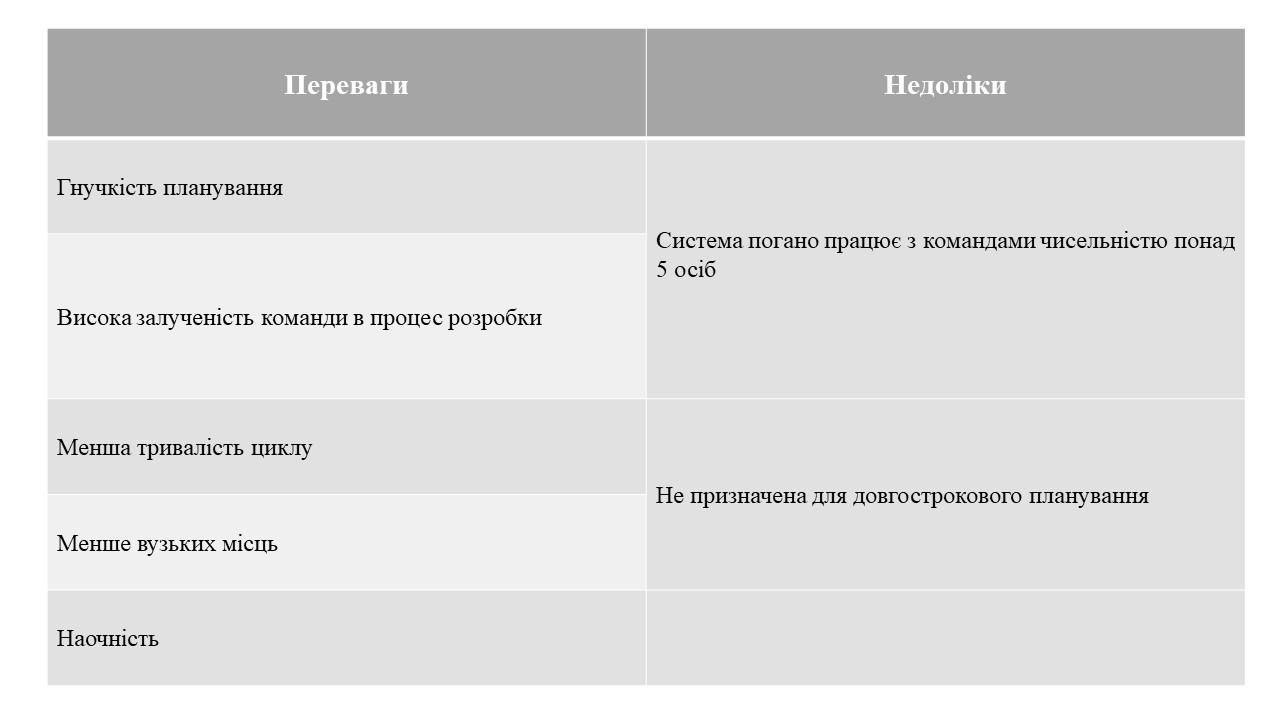 Переваги
Недоліки
Гнучкість планування
Система погано працює з командами чисельністю понад
5 осіб
Висока залученість команди в процес розробки
Менша тривалість циклу
Не призначена для довгострокового планування
Менше вузьких місць
Наочність